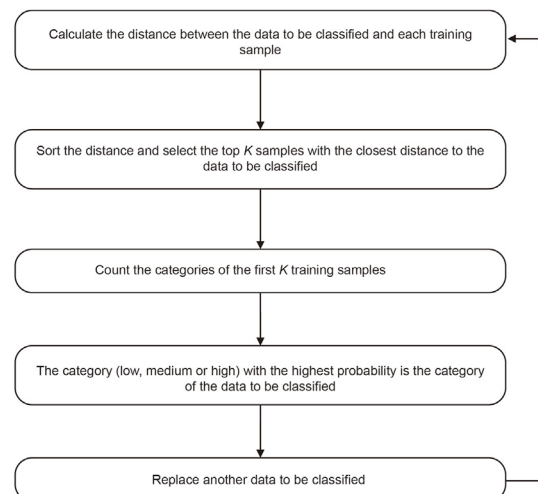 Calculate the distance between the data to be classified and each training
sample
Sort the distance and select the top K samples with the closest distance to the
data to be classified
Count the categories of the first K training samples
The category (low, medium or high) with the highest probability is the category
of the data to be classified
Replace another data to be classified